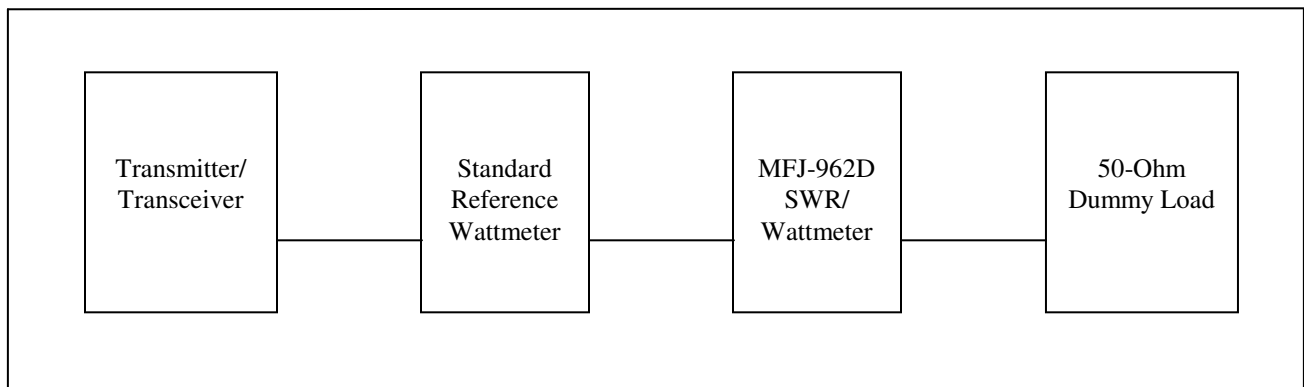 Transmitter/
Transceiver
Standard
Reference
Wattmeter
MFJ-962D
SWR/
Wattmeter
50-Ohm
Dummy Load